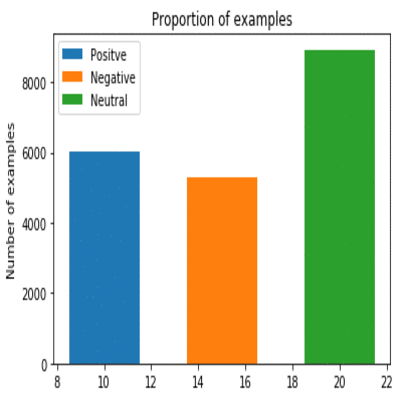 Proportion of examples
Positve
Negative
Neutral
Number of examples
8000
6000
4000
2000
0
8 10 12 14 16 18 20 22